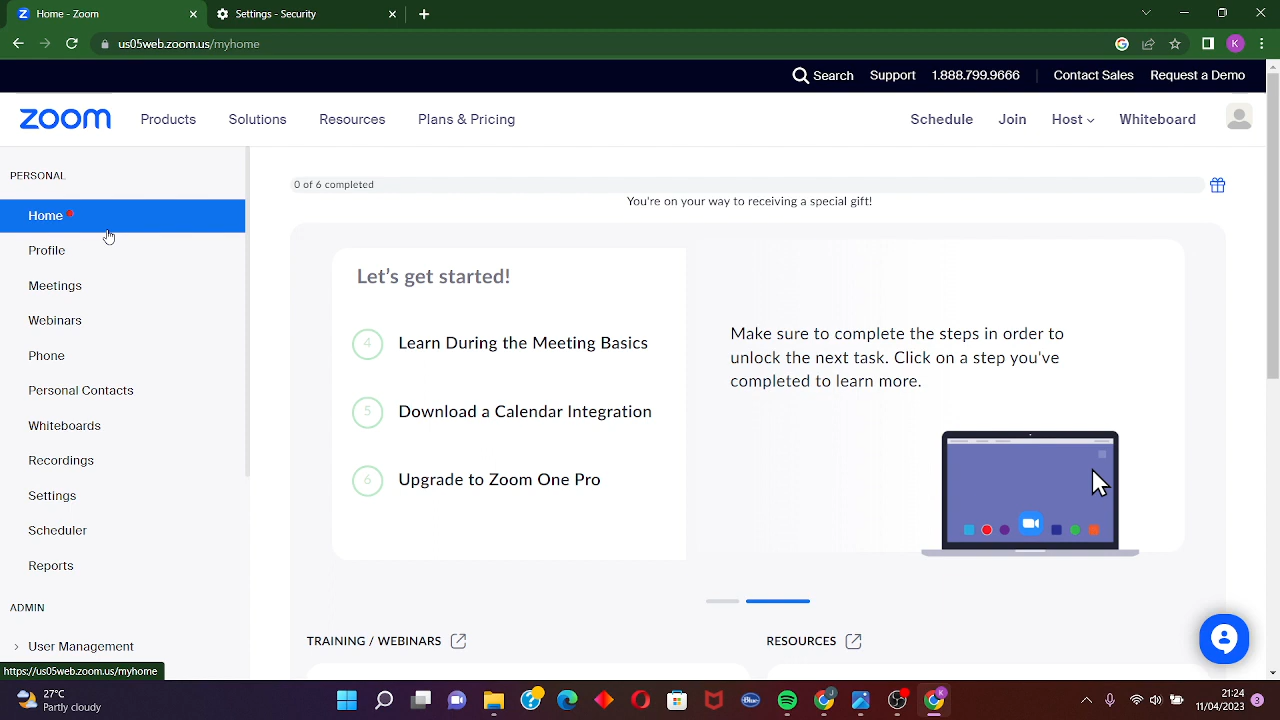 Home - Zoom
Settings - Security
us05web.zoom.us/myhome
K
Search
Support
1.888.799.9666
Contact Sales
Request a Demo
zoom
Products
Solutions
Resources
Plans & Pricing
Schedule
Join
Host
Whiteboard
PERSONAL
Home
Profile
Meetings
Webinars
Phone
Personal Contacts
Whiteboards
Recordings
Settings
Scheduler
Reports
ADMIN
User Management
https://us05web.zoom.us/myhome
0 of 6 completed
You're on your way to receiving a special gift!
Let's get started!
4 Learn During the Meeting Basics
5 Download a Calendar Integration
6 Upgrade to Zoom One Pro
Make sure to complete the steps in order to
unlock the next task. Click on a step you've
completed to learn more.
TRAINING / WEBINARS
RESOURCES
27°C
Partly cloudy
Blue
J
K
21:24
11/04/2023
3